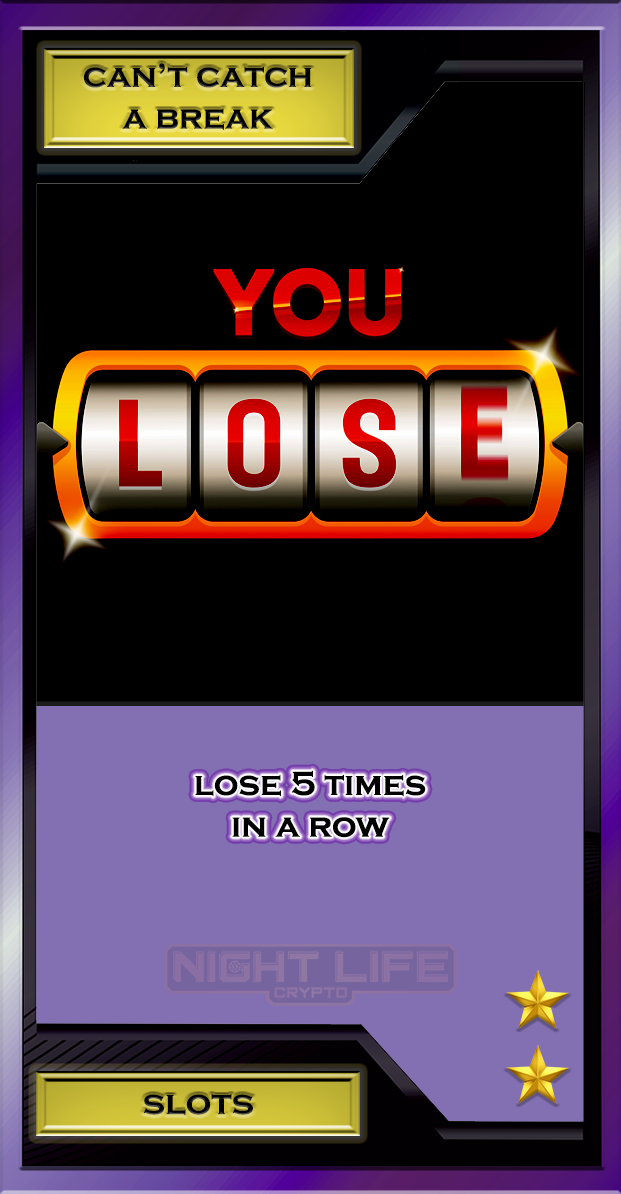 CAN'T CATCH
A BREAK
YOU
LOSE
LOSE 5 TIMES
IN A ROW
NIGHT LIFE
CRYPTO
SLOTS